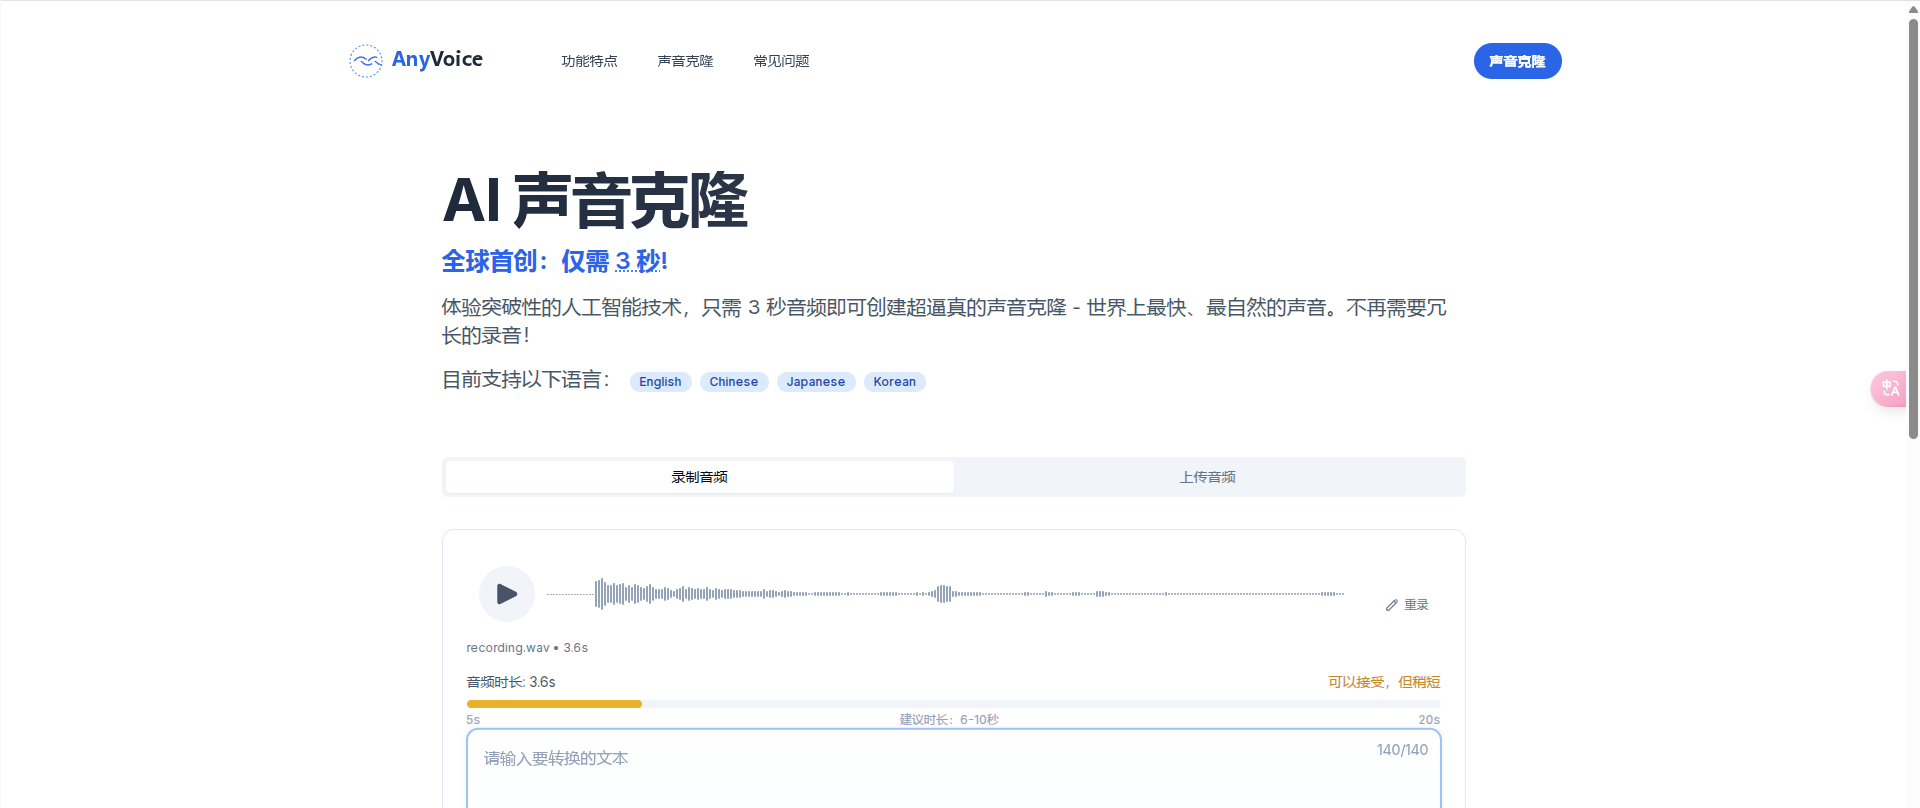 AnyVoice
功能特点
声音克隆
常见问题
声音克隆
AI 声音克隆
全球首创：仅需 3 秒!
体验突破性的人工智能技术，只需 3 秒音频即可创建超逼真的声音克隆 - 世界上最快、最自然的声音。不再需要冗
长的录音！
目前支持以下语言：
English
Chinese
Japanese
Korean
录制音频
上传音频
重录
recording.wav • 3.6s
音频时长: 3.6s
可以接受，但稍短
5s
建议时长：6-10秒
20s
请输入要转换的文本
140/140